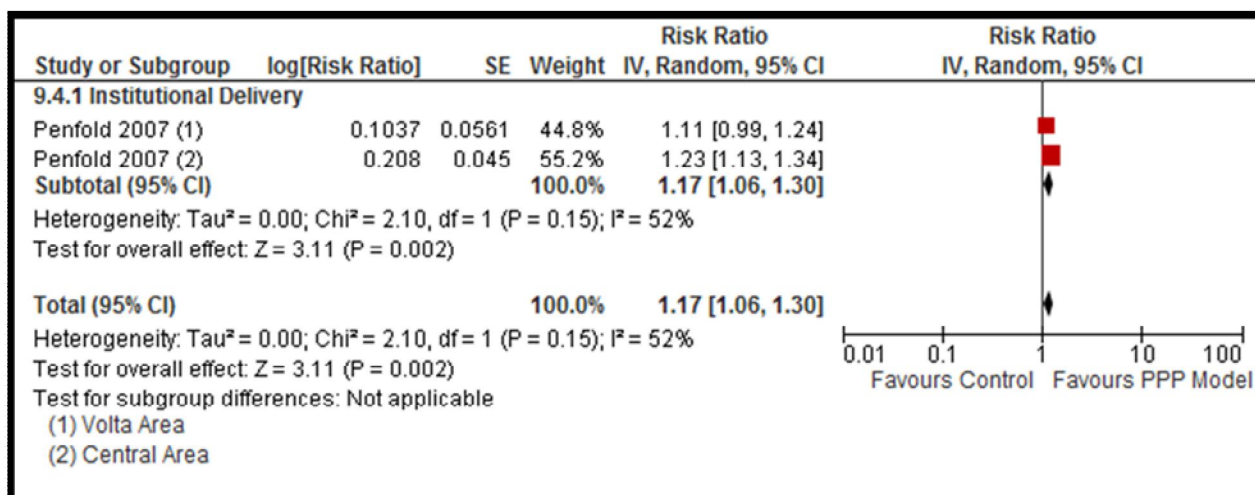 Risk Ratio Risk Ratio
Study or Subgroup log[Risk Ratio] SE Weight IV, Random, 95% CI IV, Random, 95% CI
9.4.1 Institutional Delivery
Penfold 2007 (1) 0.1037 0.0561 44.8% 1.11 [0.99, 1.24]
Penfold 2007 (2) 0.208 0.045 55.2% 1.23 [1.13, 1.34]
Subtotal (95% CI) 100.0% 1.17 [1.06, 1.30]
Heterogeneity: Tau² = 0.00; Chi² = 2.10, df = 1 (P = 0.15); I² = 52%
Test for overall effect: Z = 3.11 (P = 0.002)
Total (95% CI) 100.0% 1.17 [1.06, 1.30]
Heterogeneity: Tau² = 0.00; Chi² = 2.10, df = 1 (P = 0.15); I² = 52%
Test for overall effect: Z = 3.11 (P = 0.002)
Test for subgroup differences: Not applicable
(1) Volta Area
(2) Central Area
0.01 0.1 1 10 100
Favours Control Favours PPP Model